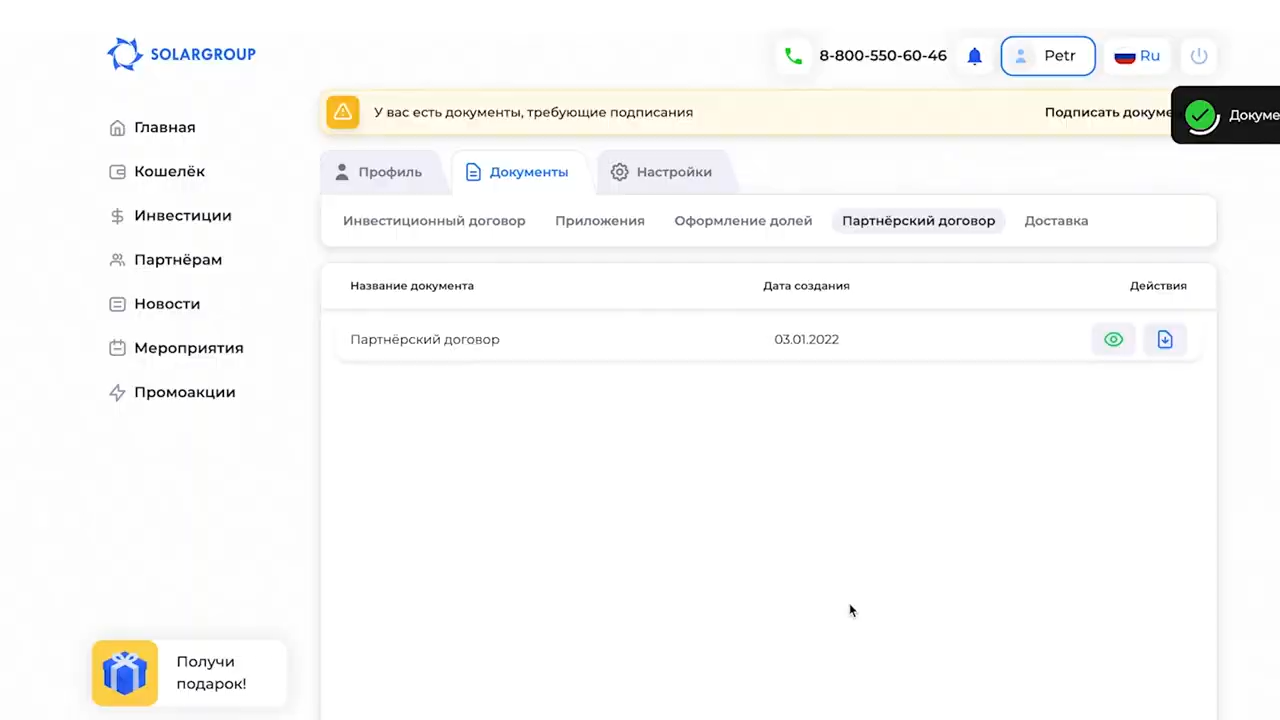 SOLARGROUP
8-800-550-60-46
Petr
Ru
У вас есть документы, требующие подписания
Подписать
Главная
Кошелёк
Инвестиции
Партнёрам
Новости
Мероприятия
Промоакции
Профиль
Документы
Настройки
Инвестиционный договор
Приложения
Оформление долей
Партнёрский договор
Доставка
Название документа
Дата создания
Действия
Партнёрский договор
03.01.2022
Получи
подарок!